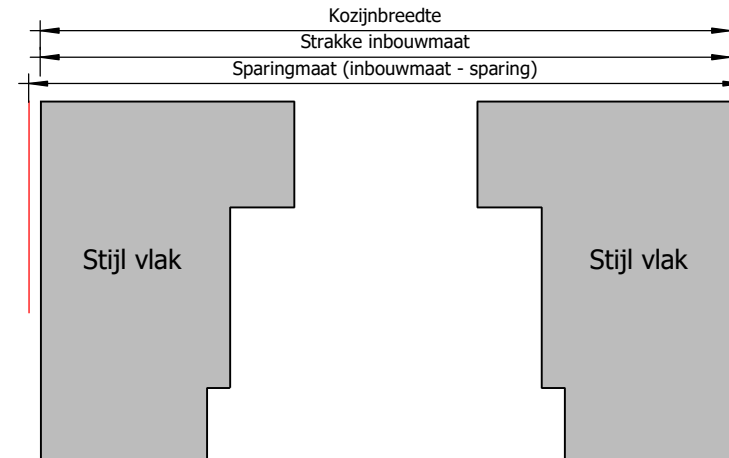 Kozijnbreedte
Strakke inbouwmaat
Sparingmaat (inbouwmaat - sparing)
Stijl vlak
Stijl vlak